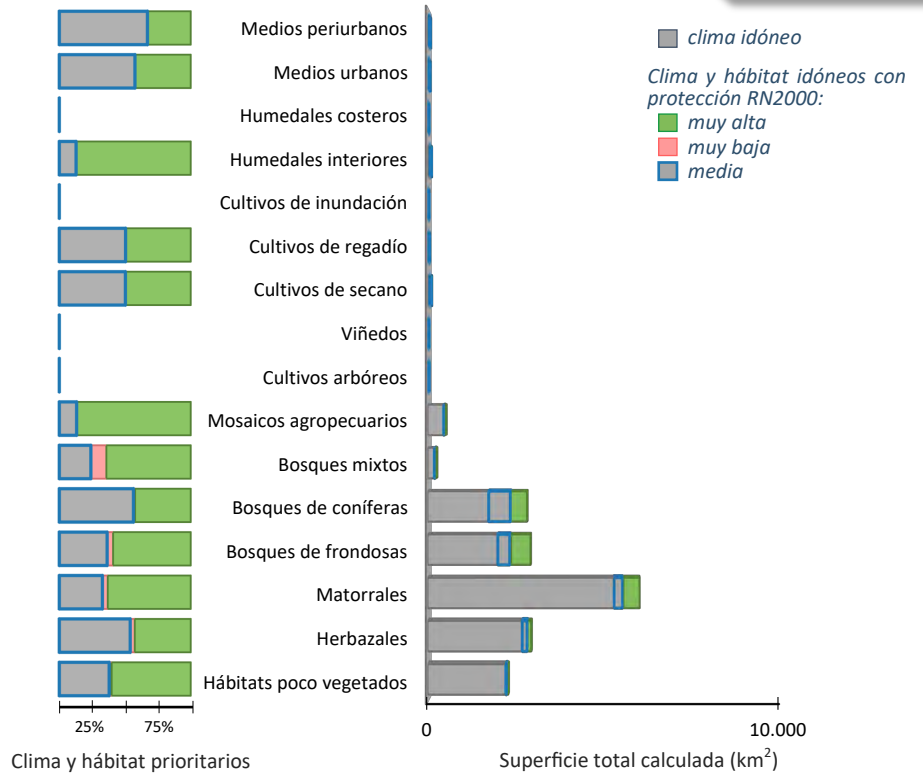 Medios periurbanos
Medios urbanos
Humedales costeros
Humedales interiores
Cultivos de inundación
Cultivos de regadío
Cultivos de secano
Viñedos
Cultivos arbóreos
Mosaicos agropecuarios
Bosques mixtos
Bosques de coníferas
Bosques de frondosas
Matorrales
Herbazales
Hábitats poco vegetados
clima idóneo
Clima y hábitat idóneos con
protección RN2000:
muy alta
muy baja
media
25% 75%
Clima y hábitat prioritarios
0 10.000
Superficie total calculada (km²)